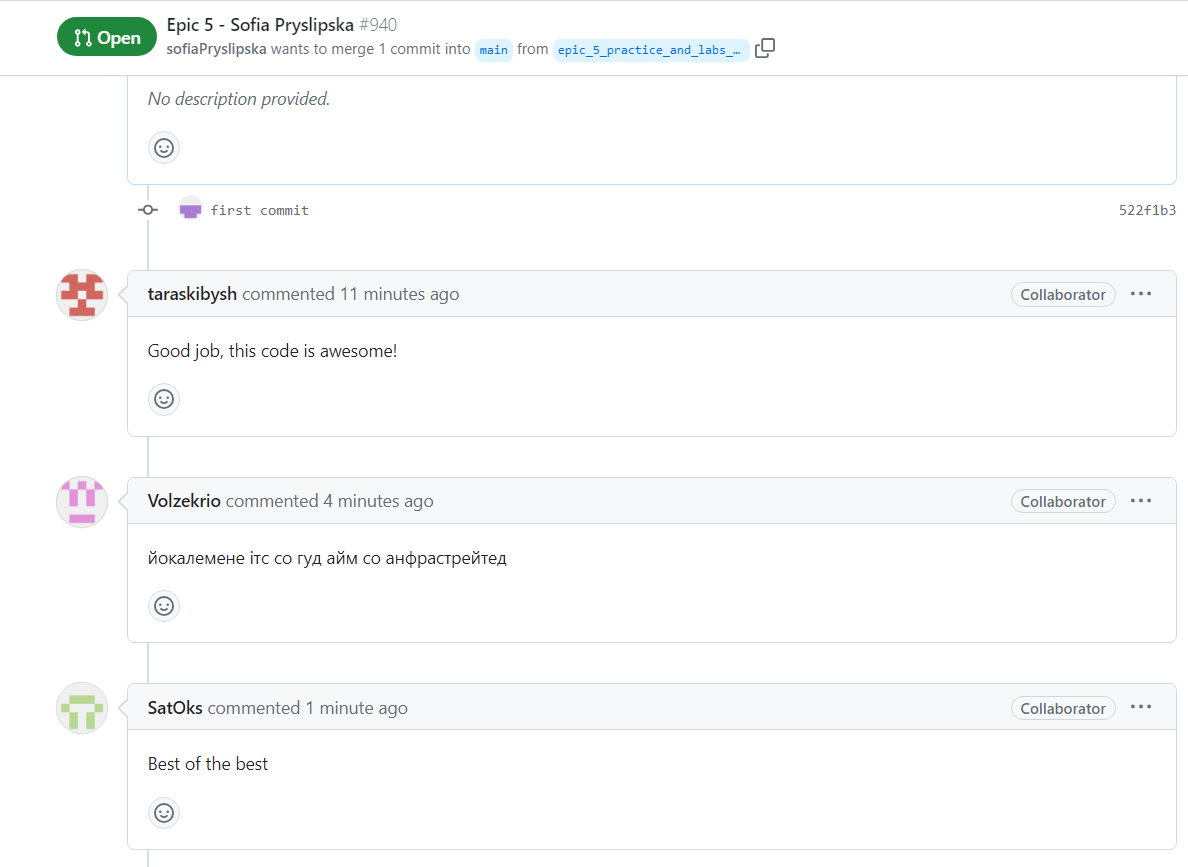 Open
Epic 5 - Sofia Pryslipska #940
sofiaPryslipska wants to merge 1 commit into main from epic_5_practice_and_labs_…
No description provided.
first commit 522f1b3
taraskibysh commented 11 minutes ago Collaborator
Good job, this code is awesome!
Volzekrio commented 4 minutes ago Collaborator
йокалемене ітс со гуд айм со анфрастрейтед
SatOks commented 1 minute ago Collaborator
Best of the best